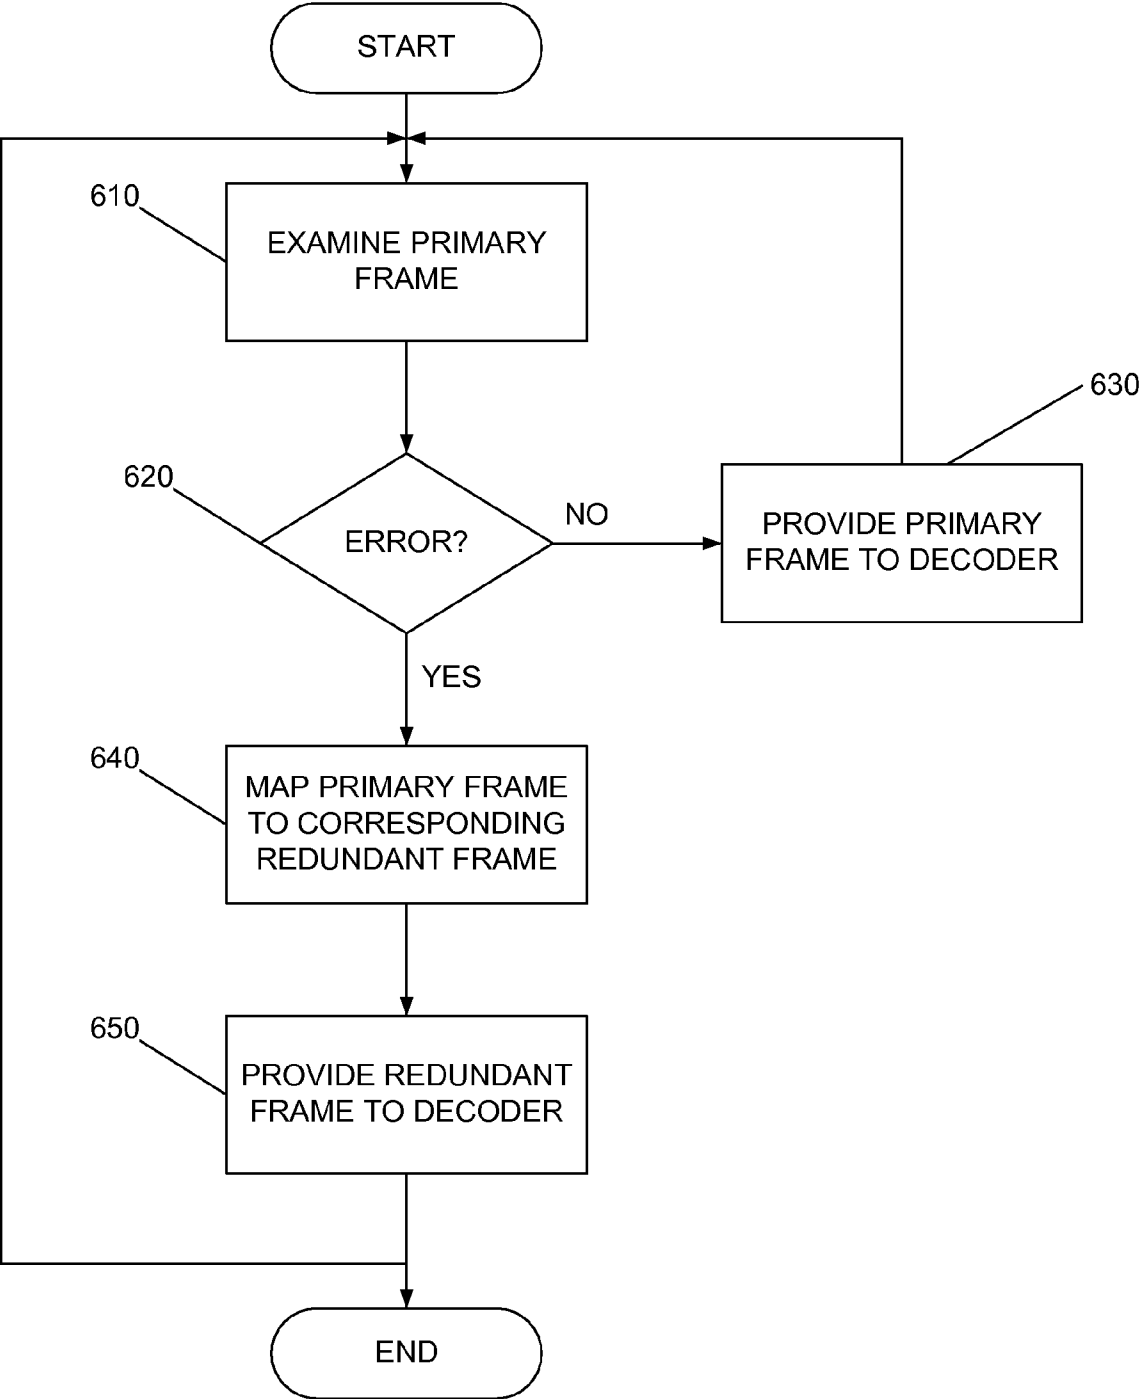 START
610
EXAMINE PRIMARY
FRAME
630
620
ERROR?
NO
PROVIDE PRIMARY
FRAME TO DECODER
YES
640
MAP PRIMARY FRAME
TO CORRESPONDING
REDUNDANT FRAME
650
PROVIDE REDUNDANT
FRAME TO DECODER
END